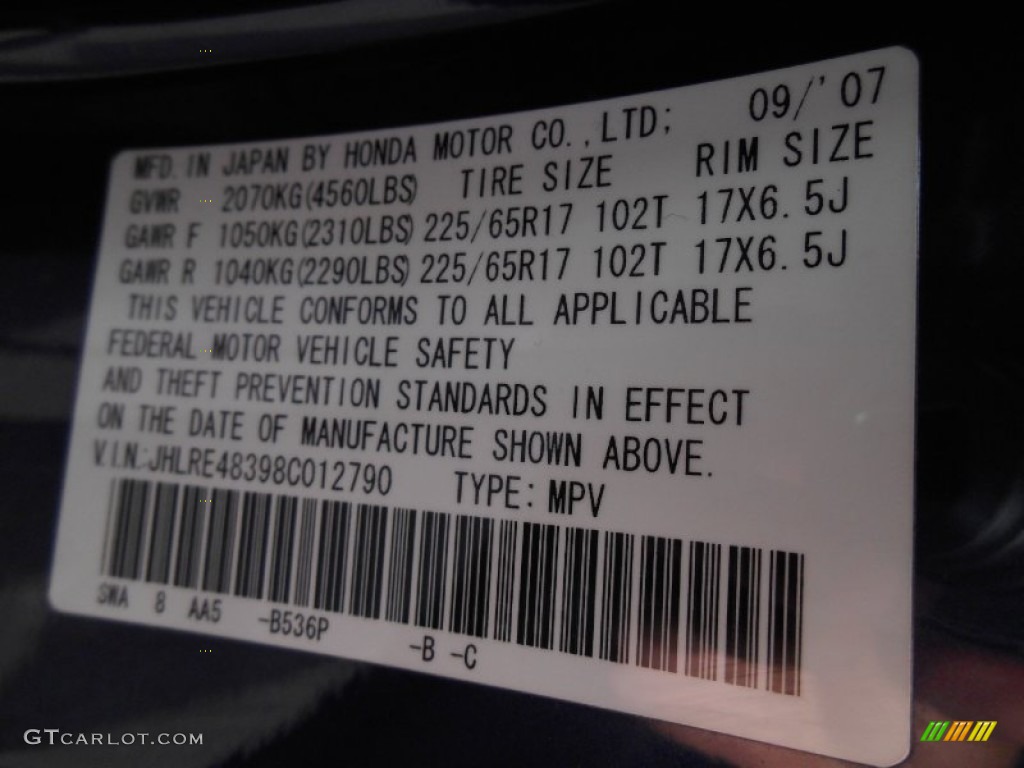 MFD. IN JAPAN BY HONDA MOTOR CO., LTD; 09/'07
GVWR 2070KG(4560LBS) TIRE SIZE RIM SIZE
GAWR F 1050KG(2310LBS) 225/65R17 102T 17X6.5J
GAWR R 1040KG(2290LBS) 225/65R17 102T 17X6.5J
THIS VEHICLE CONFORMS TO ALL APPLICABLE
FEDERAL MOTOR VEHICLE SAFETY
AND THEFT PREVENTION STANDARDS IN EFFECT
ON THE DATE OF MANUFACTURE SHOWN ABOVE.
V.I.N:JHLRE48398C012790 TYPE: MPV
SWA 8 AA5 -B536P -B -C
GTCARLOT.COM